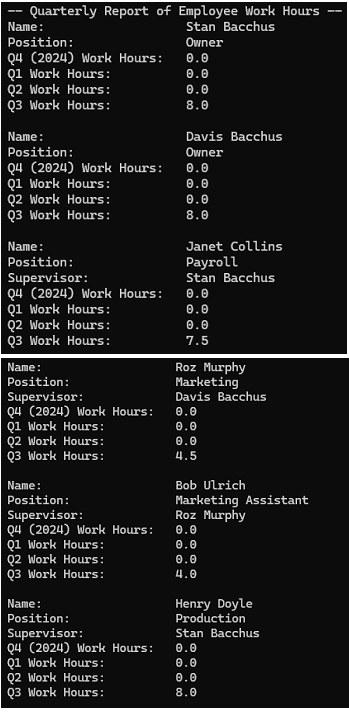 -- Quarterly Report of Employee Work Hours --
Name: Stan Bacchus
Position: Owner
Q4 (2024) Work Hours: 0.0
Q1 Work Hours: 0.0
Q2 Work Hours: 0.0
Q3 Work Hours: 8.0
Name: Davis Bacchus
Position: Owner
Q4 (2024) Work Hours: 0.0
Q1 Work Hours: 0.0
Q2 Work Hours: 0.0
Q3 Work Hours: 8.0
Name: Janet Collins
Position: Payroll
Supervisor: Stan Bacchus
Q4 (2024) Work Hours: 0.0
Q1 Work Hours: 0.0
Q2 Work Hours: 0.0
Q3 Work Hours: 7.5
Name: Roz Murphy
Position: Marketing
Supervisor: Davis Bacchus
Q4 (2024) Work Hours: 0.0
Q1 Work Hours: 0.0
Q2 Work Hours: 0.0
Q3 Work Hours: 4.5
Name: Bob Ulrich
Position: Marketing Assistant
Supervisor: Roz Murphy
Q4 (2024) Work Hours: 0.0
Q1 Work Hours: 0.0
Q2 Work Hours: 0.0
Q3 Work Hours: 4.0
Name: Henry Doyle
Position: Production
Supervisor: Stan Bacchus
Q4 (2024) Work Hours: 0.0
Q1 Work Hours: 0.0
Q2 Work Hours: 0.0
Q3 Work Hours: 8.0